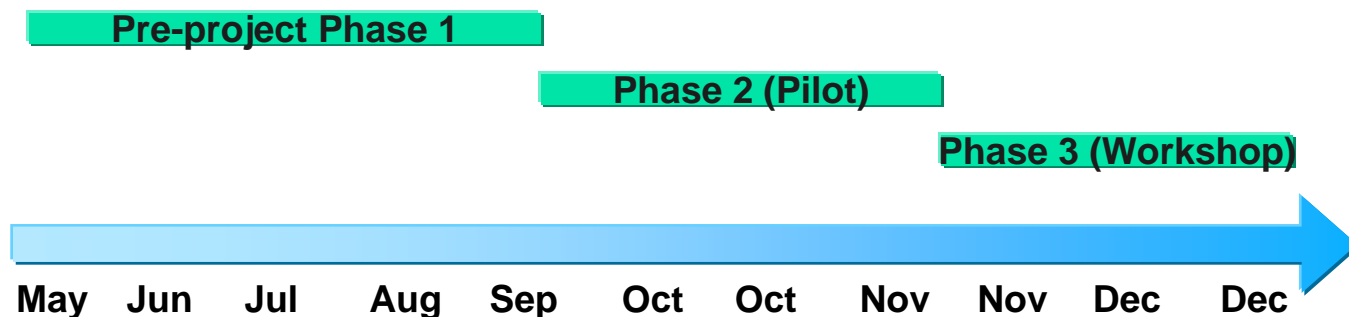 Pre-project Phase 1
Phase 2 (Pilot)
Phase 3 (Workshop)
May Jun Jul Aug Sep Oct Oct Nov Nov Dec Dec